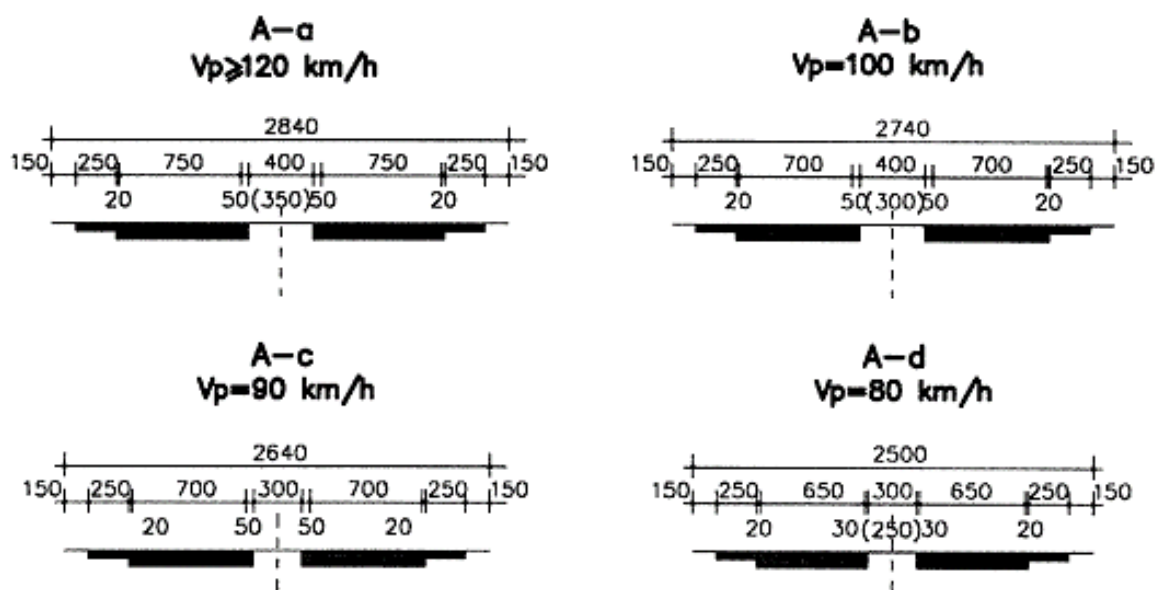 A–a
Vp⩾120 km/h
2840
150 250 750 400 750 250 150
20 50(350)50 20
A–b
Vp=100 km/h
2740
150 250 700 400 700 250 150
20 50(300)50 20
A–c
Vp=90 km/h
2640
150 250 700 300 700 250 150
20 50 50 20
A–d
Vp=80 km/h
2500
150 250 650 300 650 250 150
20 30(250)30 20